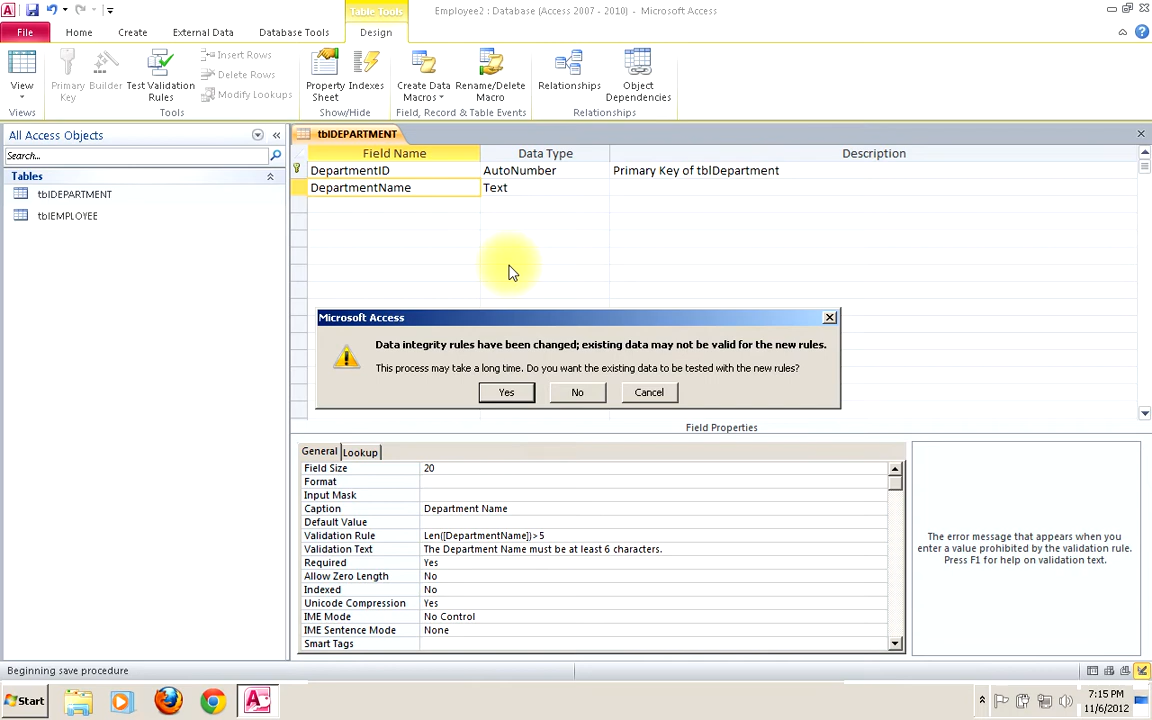 Table Tools
Employee2 : Database (Access 2007 - 2010) - Microsoft Access
File
Home
Create
External Data
Database Tools
Design
View
Primary Key
Builder
Test Validation Rules
Insert Rows
Delete Rows
Modify Lookups
Property Sheet
Indexes
Create Data Macros
Rename/Delete Macro
Relationships
Object Dependencies
Views
Tools
Show/Hide
Field, Record & Table Events
Relationships
All Access Objects
Search...
Tables
tblDEPARTMENT
tblEMPLOYEE
tblDEPARTMENT
Field Name Data Type Description
DepartmentID AutoNumber Primary Key of tblDepartment
DepartmentName Text
Microsoft Access
Data integrity rules have been changed; existing data may not be valid for the new rules.
This process may take a long time. Do you want the existing data to be tested with the new rules?
Yes No Cancel
Field Properties
General Lookup
Field Size 20
Format
Input Mask
Caption Department Name
Default Value
Validation Rule Len([DepartmentName])>5
Validation Text The Department Name must be at least 6 characters.
Required Yes
Allow Zero Length No
Indexed No
Unicode Compression Yes
IME Mode No Control
IME Sentence Mode None
Smart Tags
The error message that appears when you
enter a value prohibited by the validation rule.
Press F1 for help on validation text.
Beginning save procedure
Start
7:15 PM
11/6/2012